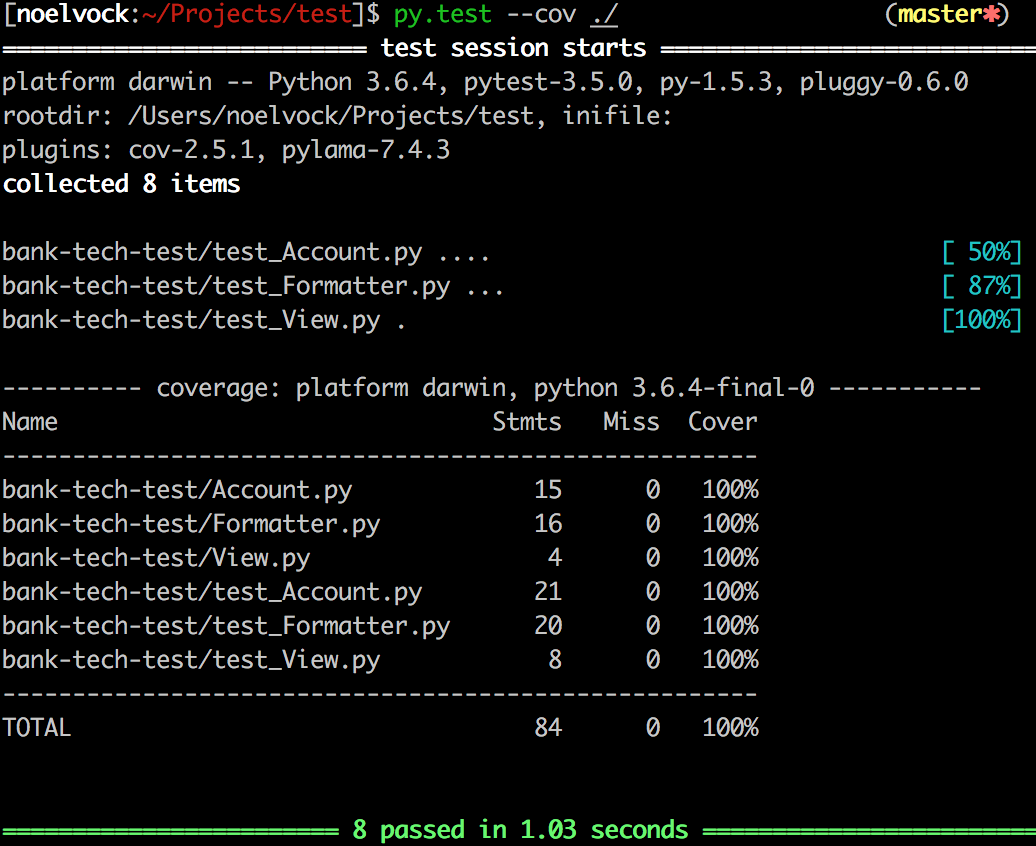 [noelvock:~/Projects/test]$ py.test --cov ./ (master✱)
========================== test session starts ===========================
platform darwin -- Python 3.6.4, pytest-3.5.0, py-1.5.3, pluggy-0.6.0
rootdir: /Users/noelvock/Projects/test, inifile:
plugins: cov-2.5.1, pylama-7.4.3
collected 8 items
bank-tech-test/test_Account.py .... [ 50%]
bank-tech-test/test_Formatter.py ... [ 87%]
bank-tech-test/test_View.py . [100%]
---------- coverage: platform darwin, python 3.6.4-final-0 -----------
Name Stmts Miss Cover
------------------------------------------------------
bank-tech-test/Account.py 15 0 100%
bank-tech-test/Formatter.py 16 0 100%
bank-tech-test/View.py 4 0 100%
bank-tech-test/test_Account.py 21 0 100%
bank-tech-test/test_Formatter.py 20 0 100%
bank-tech-test/test_View.py 8 0 100%
------------------------------------------------------
TOTAL 84 0 100%
======================== 8 passed in 1.03 seconds ========================